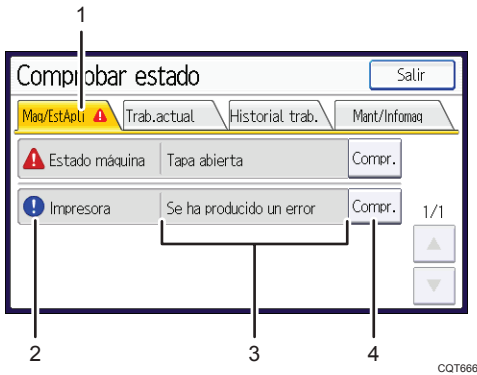 1
Comprobar estado
Salir
Maq/EstApli
Trab.actual
Historial trab.
Mant/Infomaq
Estado máquina
Tapa abierta
Compr.
Impresora
Se ha producido un error
Compr.
1/1
2
3
4
CQT666